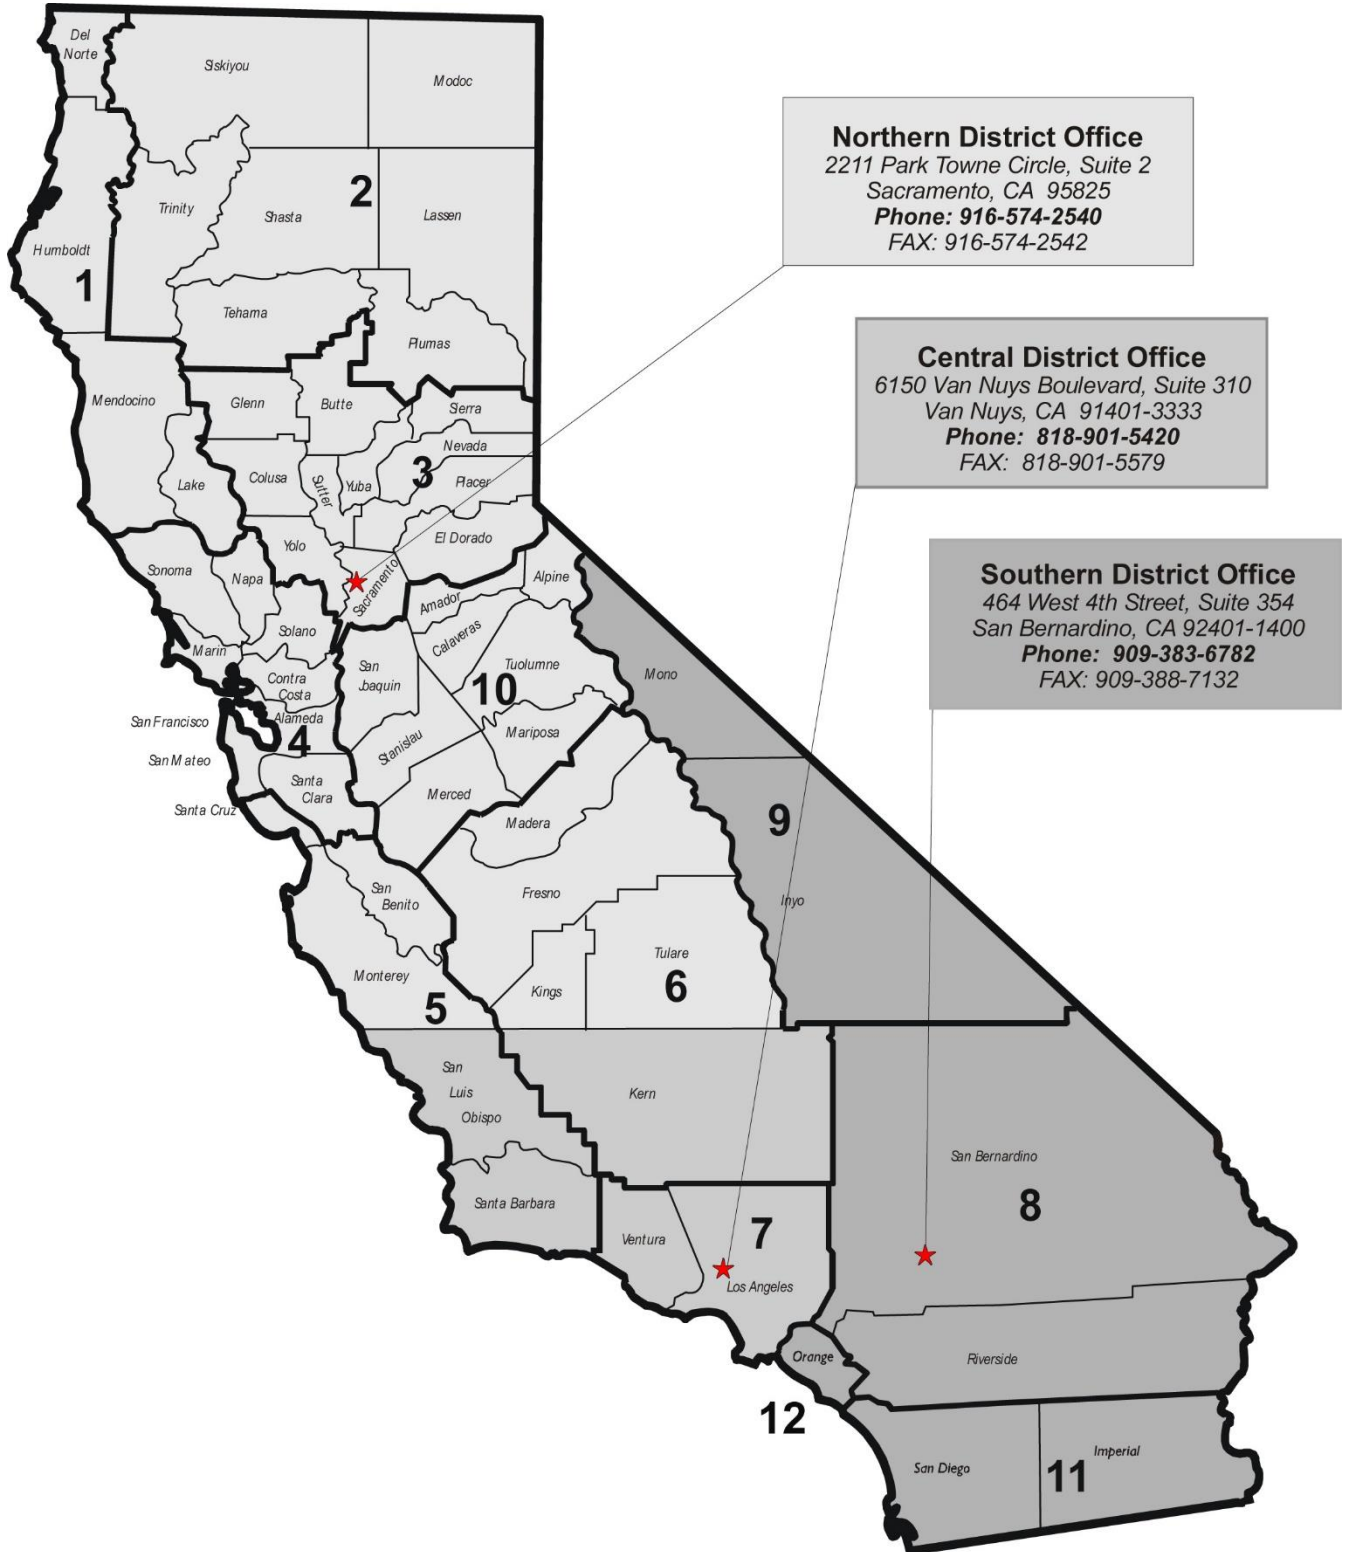 Del
Norte
Siskiyou
Modoc
Northern District Office
2211 Park Towne Circle, Suite 2
Sacramento, CA 95825
Phone: 916-574-2540
FAX: 916-574-2542
2
Trinity
Shasta
Lassen
Humboldt
1
Tehama
Plumas
Central District Office
6150 Van Nuys Boulevard, Suite 310
Van Nuys, CA 91401-3333
Phone: 818-901-5420
FAX: 818-901-5579
Mendocino
Glenn
Butte
Sierra
Nevada
3
Lake
Colusa
Sutter
Yuba
Placer
Yolo
El Dorado
Southern District Office
464 West 4th Street, Suite 354
San Bernardino, CA 92401-1400
Phone: 909-383-6782
FAX: 909-388-7132
Sonoma
Napa
Sacramento
Alpine
Amador
Solano
Calaveras
Marin
San
Joaquin
Tuolumne
Mono
Contra
Costa
10
San Francisco
Alameda
4
Stanislau
Mariposa
San Mateo
Santa
Clara
Merced
Santa Cruz
Madera
9
San
Benito
Fresno
Inyo
Tulare
Monterey
Kings
6
5
San
Luis
Obispo
Kern
San Bernardino
Santa Barbara
8
Ventura
7
Los Angeles
Orange
Riverside
12
San Diego
Imperial
11